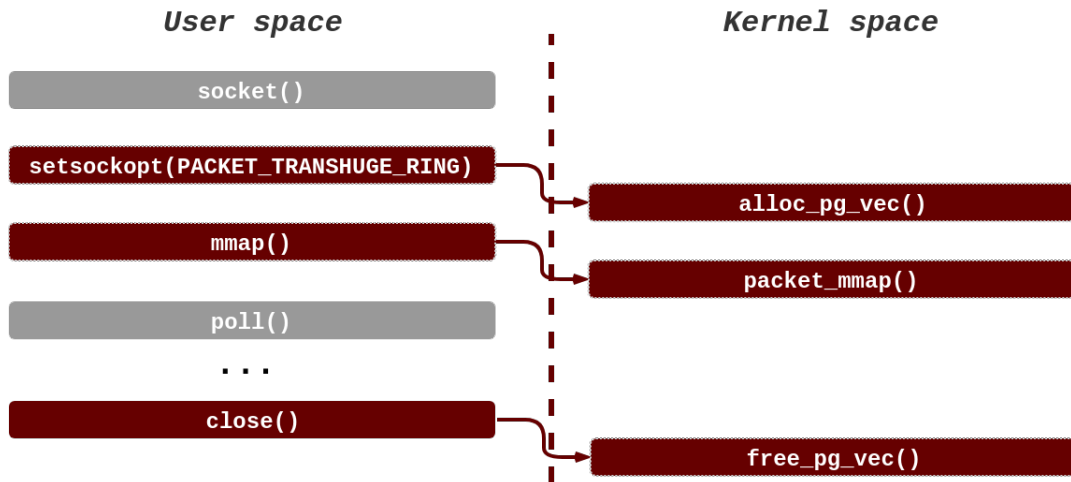 User space
Kernel space
socket()
setsockopt(PACKET_TRANSHUGE_RING)
alloc_pg_vec()
mmap()
packet_mmap()
poll()
...
close()
free_pg_vec()